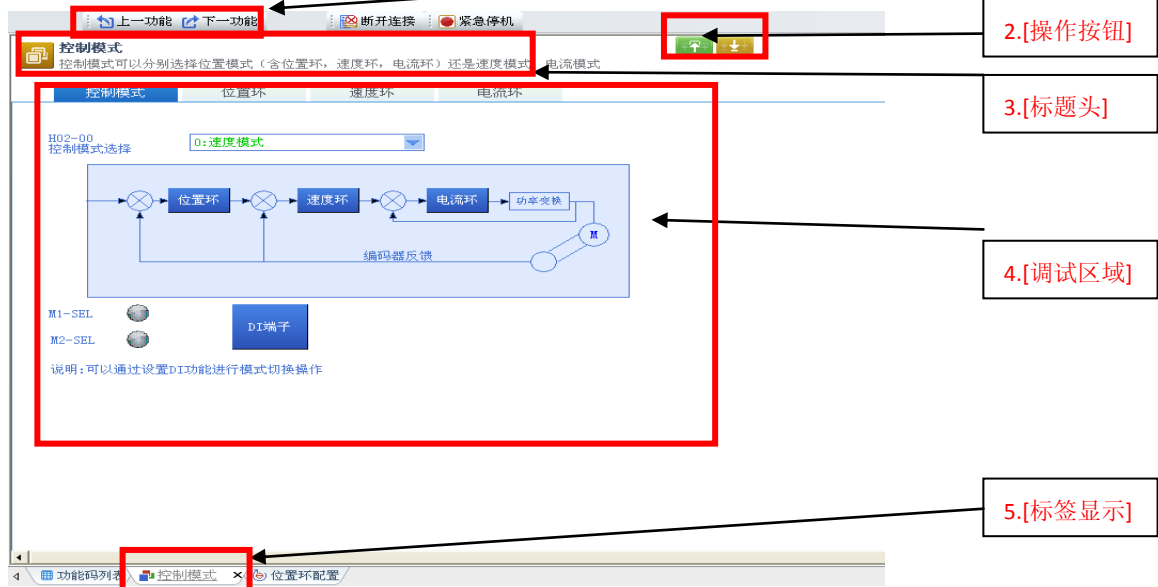 上一功能 下一功能 断开连接 紧急停机
2.[操作按钮]
控制模式
控制模式可以分别选择位置模式（含位置环，速度环，电流环）还是速度模式，电流模式
3.[标题头]
控制模式 位置环 速度环 电流环
H02-00
控制模式选择
0:速度模式
位置环 速度环 电流环 功率变换
M
编码器反馈
4.[调试区域]
M1-SEL
DI端子
M2-SEL
说明:可以通过设置DI功能进行模式切换操作
5.[标签显示]
功能码列表 控制模式 位置环配置